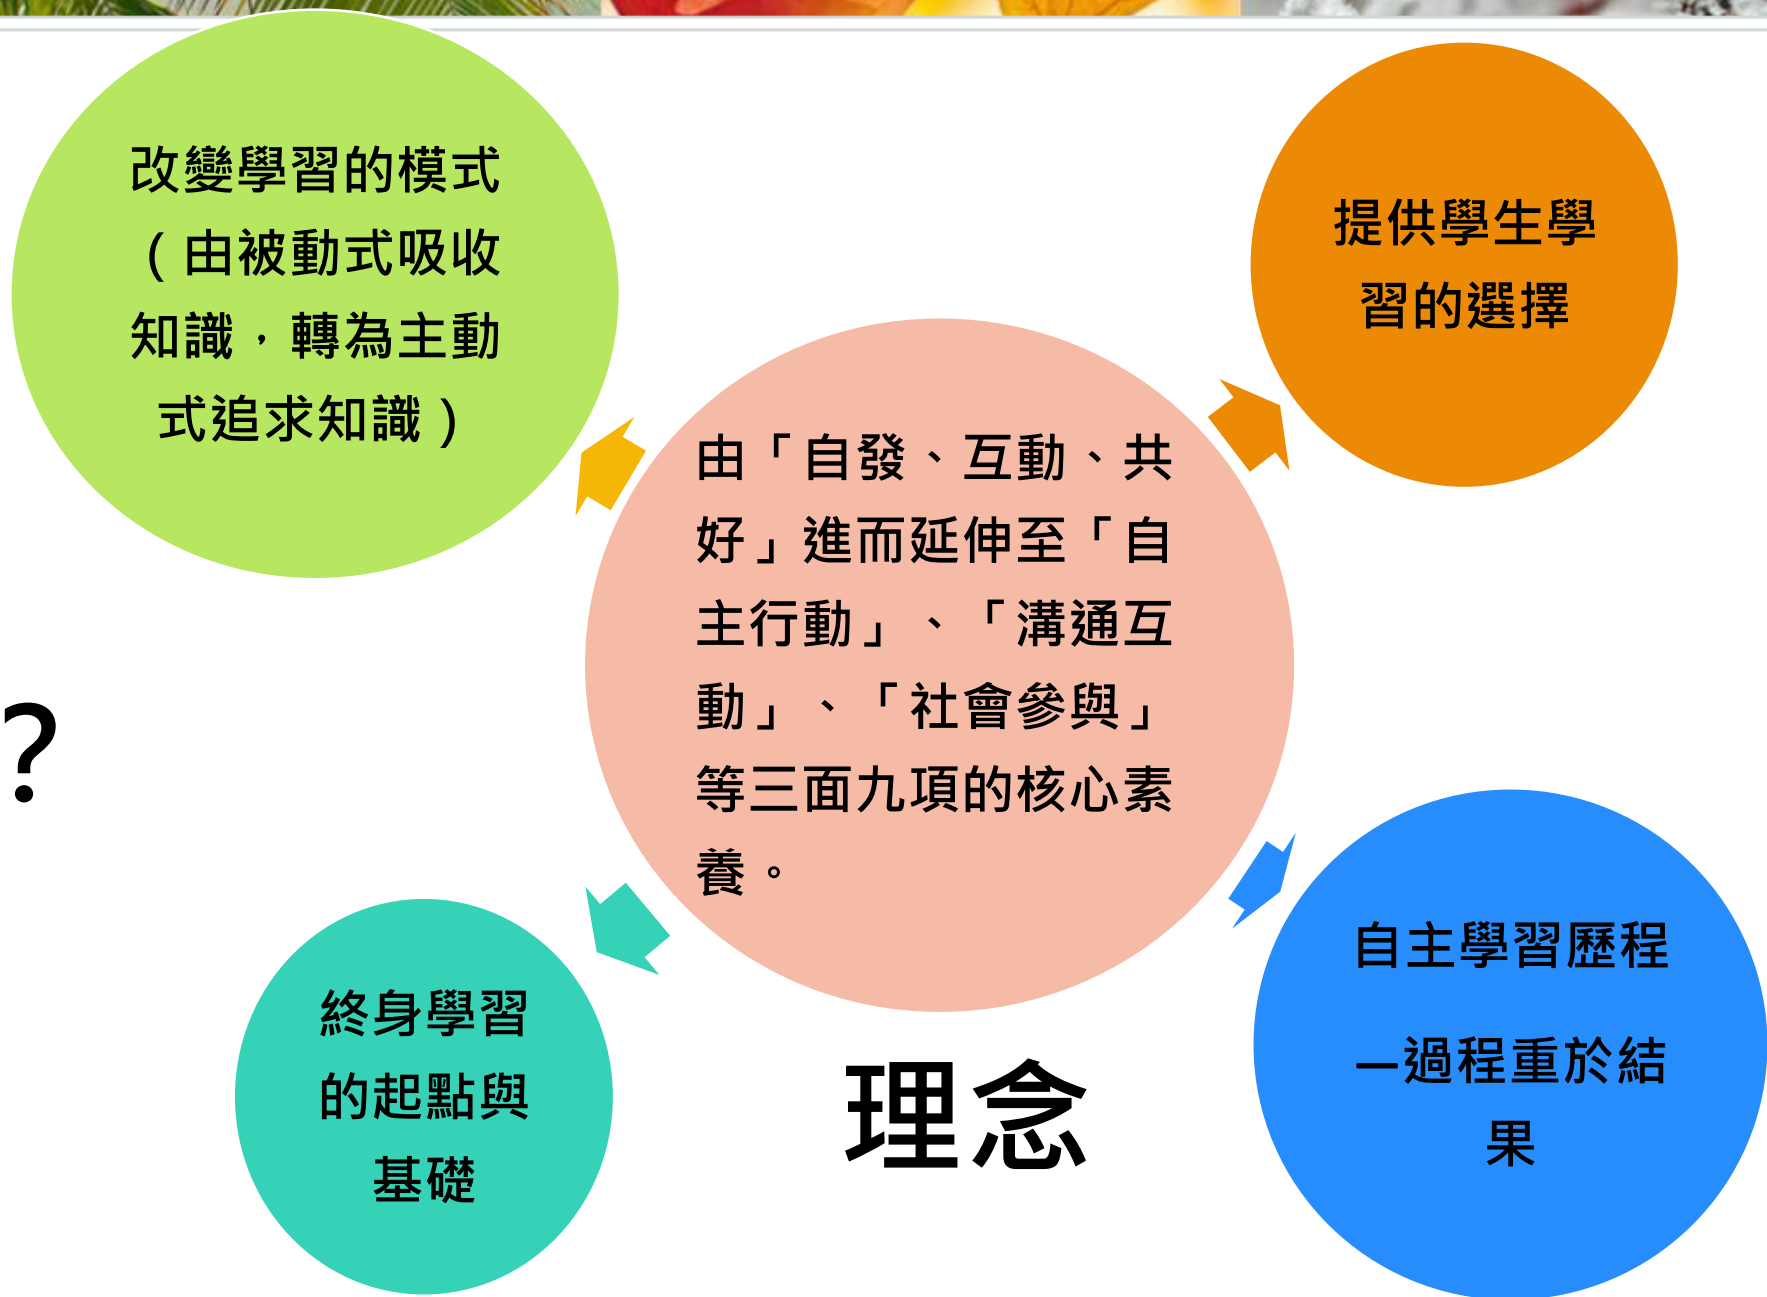 改變學習的模式
（由被動式吸收
知識，轉為主動
式追求知識）
提供學生學
習的選擇
由「自發、互動、共
好」進而延伸至「自
主行動」、「溝通互
動」、「社會參與」
等三面九項的核心素
養。
？
終身學習
的起點與
基礎
自主學習歷程
—過程重於結
果
理念